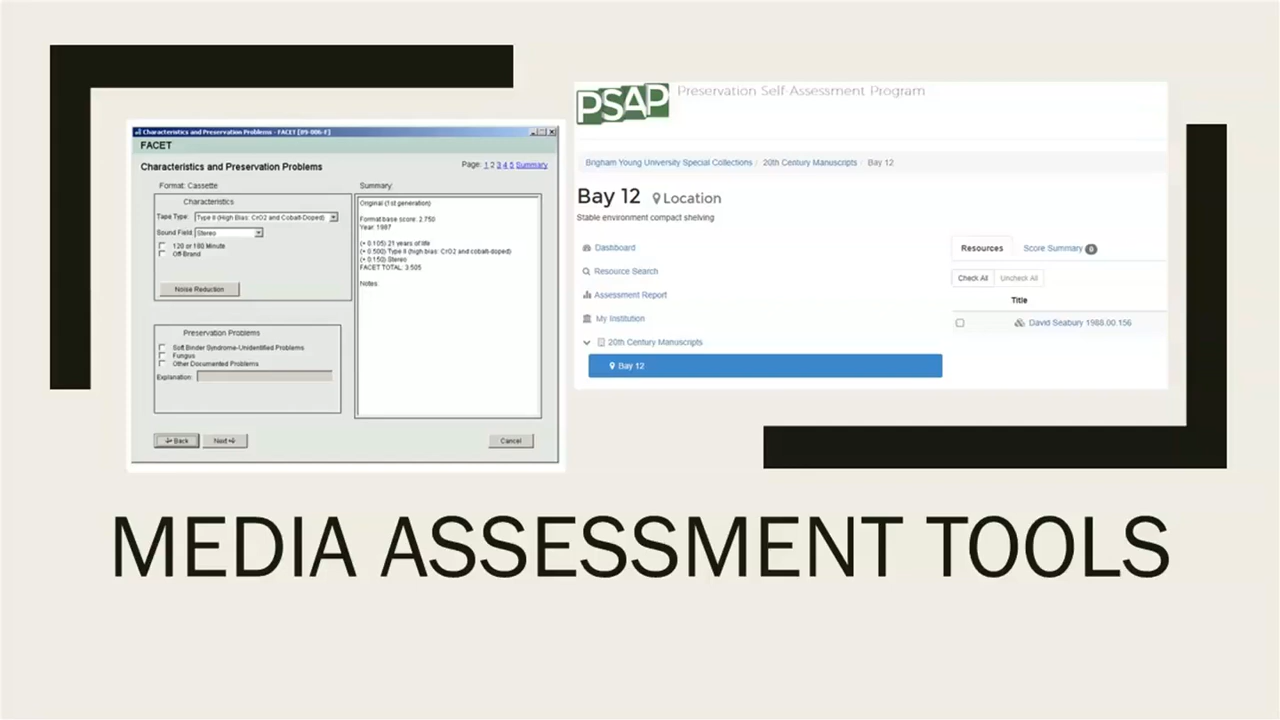 Characteristics and Preservation Problems - FACET [89-006-F]
FACET
Characteristics and Preservation Problems
Page: 1 2 3 4 5 Summary
Format: Cassette
Characteristics
Tape Type: Type II (High Bias: CrO2 and Cobalt-Doped)
Sound Field: Stereo
120 or 180 Minute
Off-Brand
Noise Reduction
Preservation Problems
Soft Binder Syndrome-Unidentified Problems
Fungus
Other Documented Problems
Explanation:
Back
Next
Cancel
Summary:
Original (1st generation)
Format base score: 2.750
Year: 1987
(+ 0.105) 21 years of life
(+ 0.500) Type II (high bias: CrO2 and cobalt-doped)
(+ 0.150) Stereo
FACET TOTAL: 3.505
Notes
PSAP Preservation Self-Assessment Program
Brigham Young University Special Collections / 20th Century Manuscripts / Bay 12
Bay 12 Location
Stable environment compact shelving
Dashboard
Resource Search
Assessment Report
My Institution
20th Century Manuscripts
Bay 12
Resources Score Summary 0
Check All Uncheck All
Title
David Seabury 1988.00.156
MEDIA ASSESSMENT TOOLS